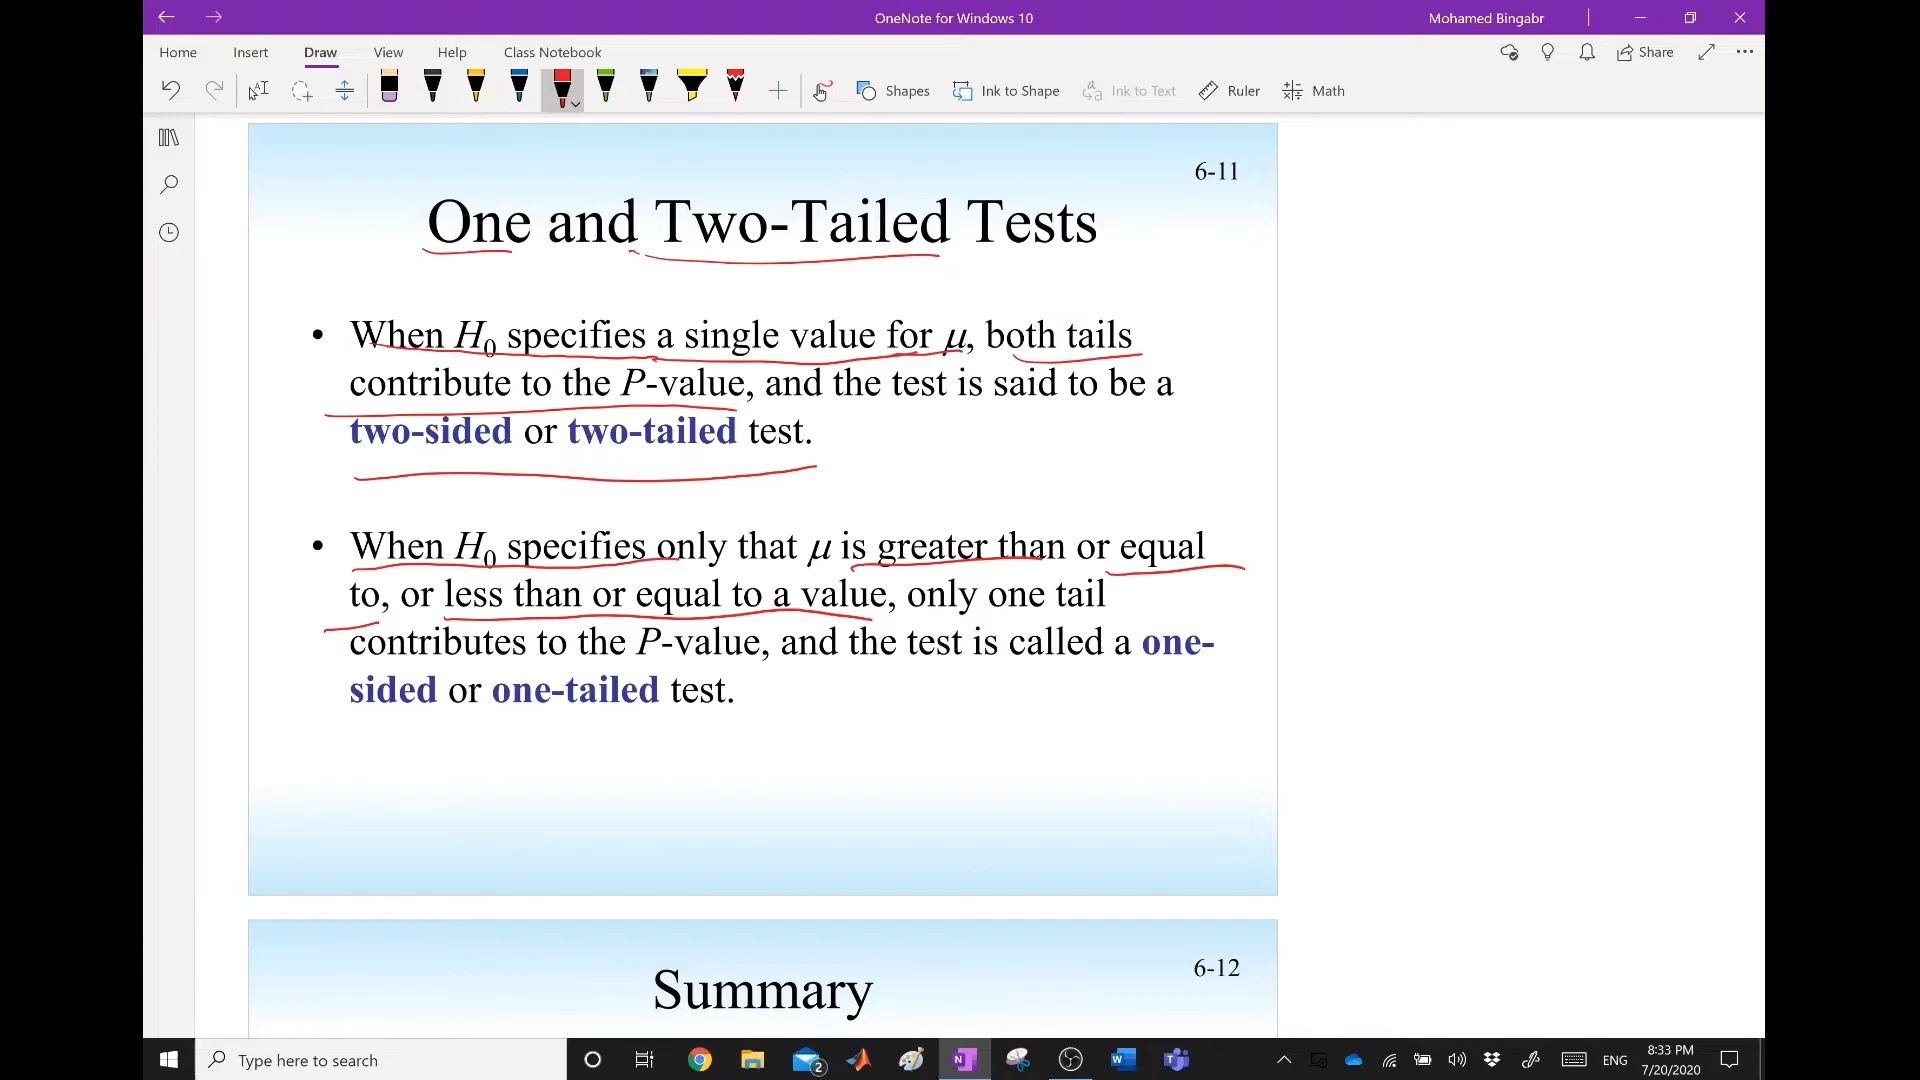 OneNote for Windows 10
Mohamed Bingabr
Home Insert Draw View Help Class Notebook
Share
Shapes Ink to Shape Ink to Text Ruler Math
6-11
One and Two-Tailed Tests
• When H0 specifies a single value for μ, both tails
contribute to the P-value, and the test is said to be a
two-sided or two-tailed test.
• When H0 specifies only that μ is greater than or equal
to, or less than or equal to a value, only one tail
contributes to the P-value, and the test is called a one-
sided or one-tailed test.
6-12
Summary
Type here to search
2
ENG
8:33 PM
7/20/2020